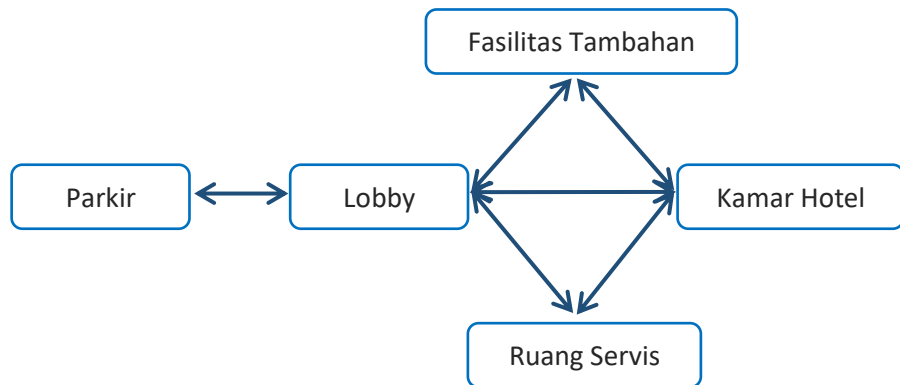 Fasilitas Tambahan
Parkir
Lobby
Kamar Hotel
Ruang Servis